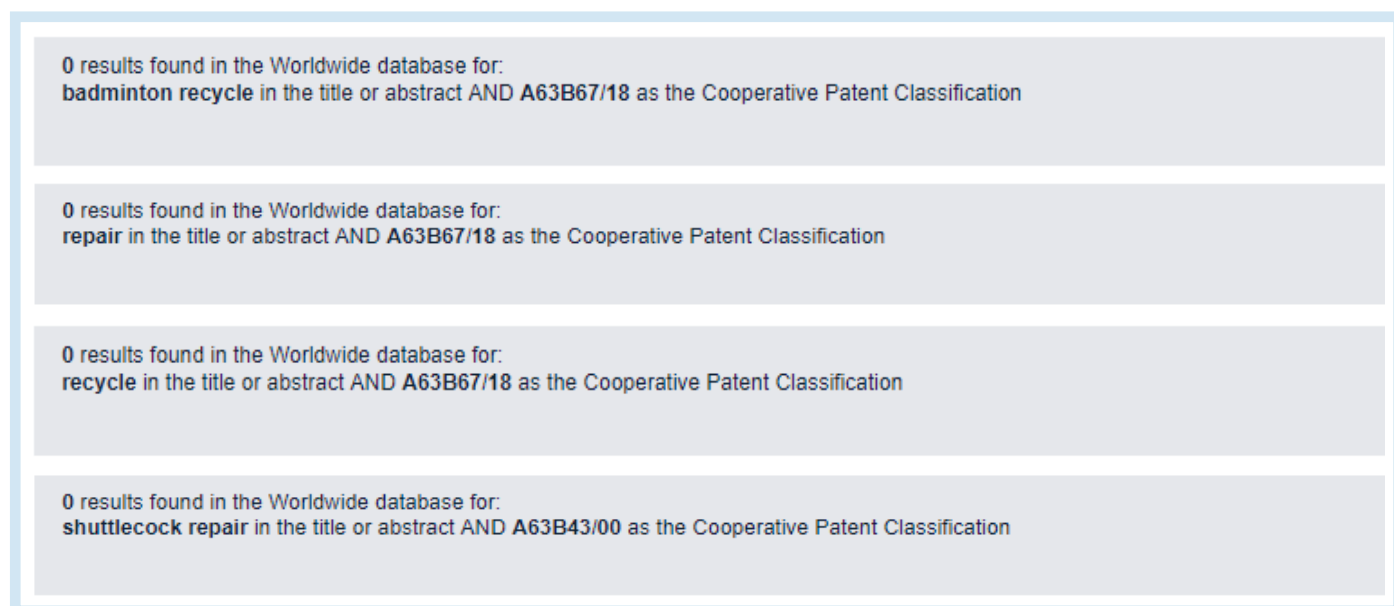 0 results found in the Worldwide database for:
badminton recycle in the title or abstract AND A63B67/18 as the Cooperative Patent Classification
0 results found in the Worldwide database for:
repair in the title or abstract AND A63B67/18 as the Cooperative Patent Classification
0 results found in the Worldwide database for:
recycle in the title or abstract AND A63B67/18 as the Cooperative Patent Classification
0 results found in the Worldwide database for:
shuttlecock repair in the title or abstract AND A63B43/00 as the Cooperative Patent Classification